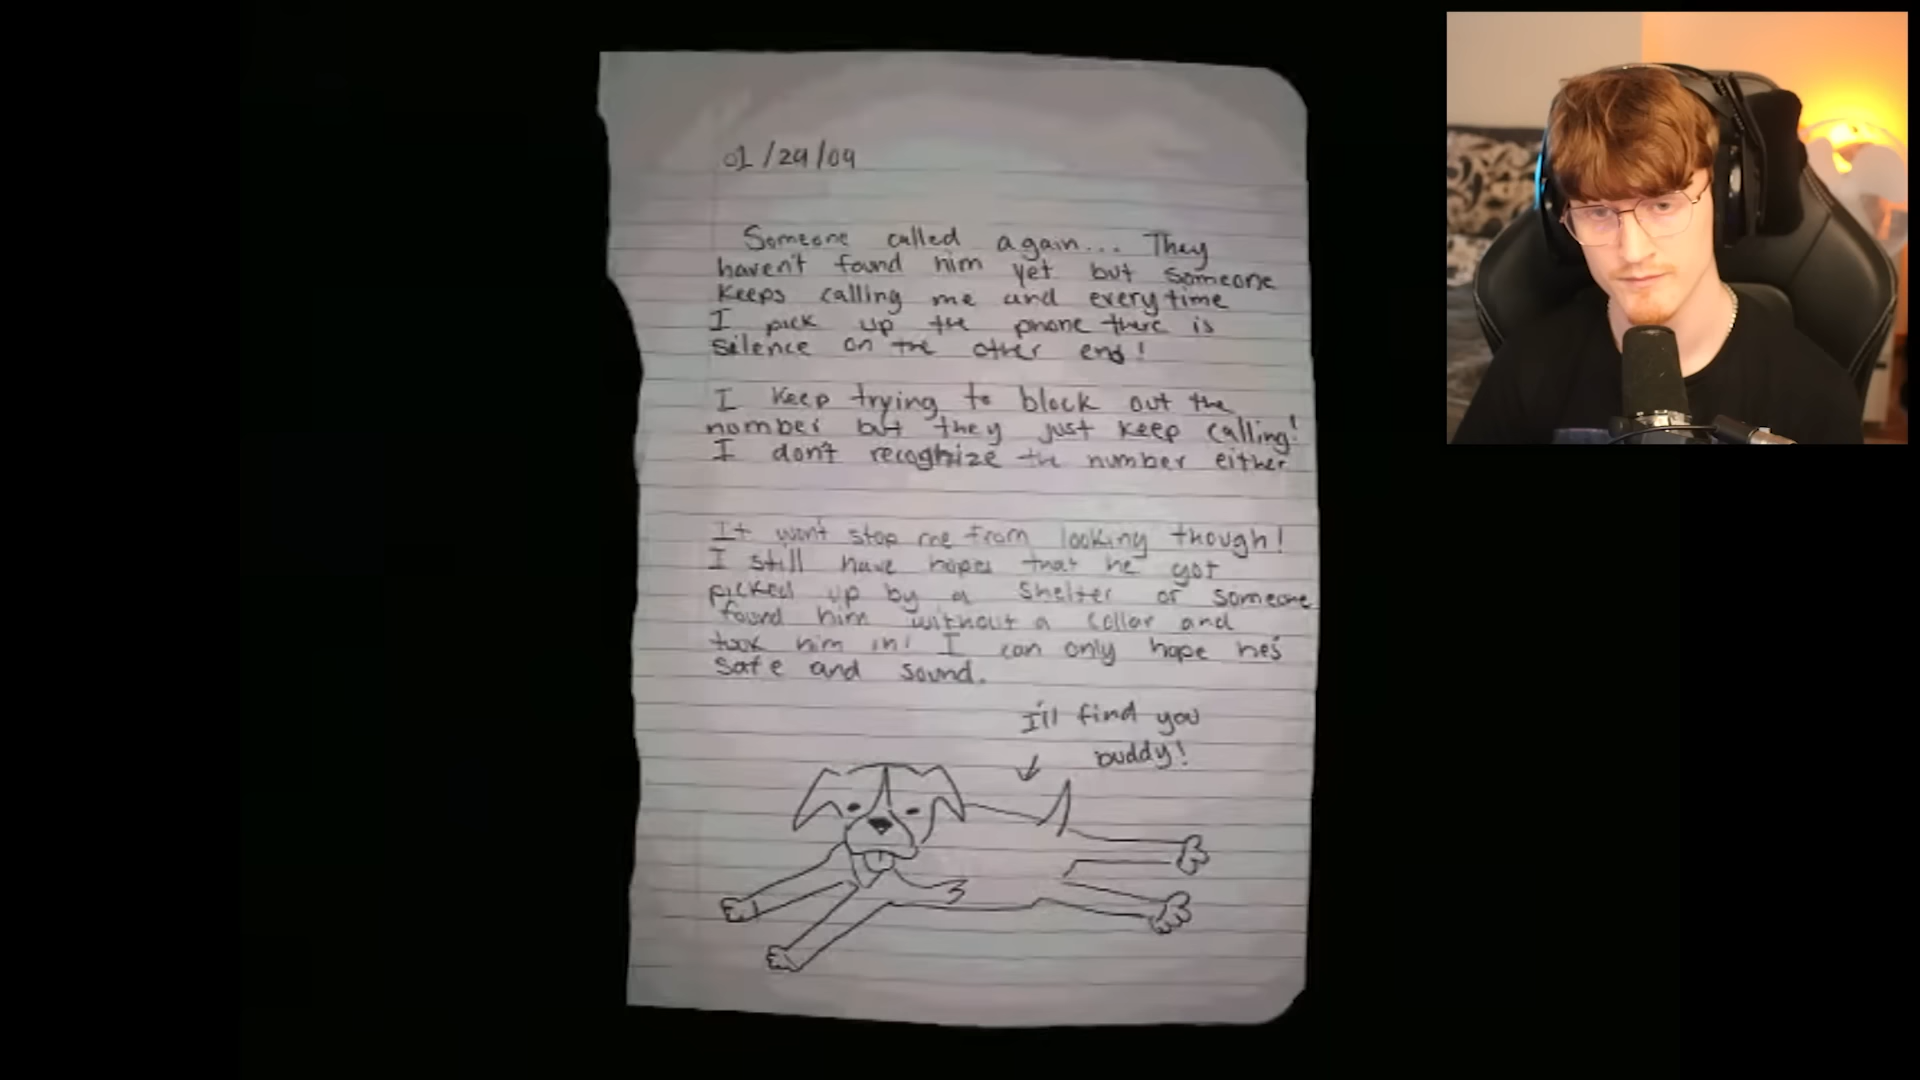 01/29/09
Someone called again... They
haven't found him yet but someone
keeps calling me and everytime
I pick up the phone there is
silence on the other end!
I keep trying to block out the
number but they just keep calling!
I don't recognize the number either
It won't stop me from looking though!
I still have hopes that he got
picked up by a shelter or someone
found him without a collar and
took him in! I can only hope he's
safe and sound.
I'll find you
buddy!